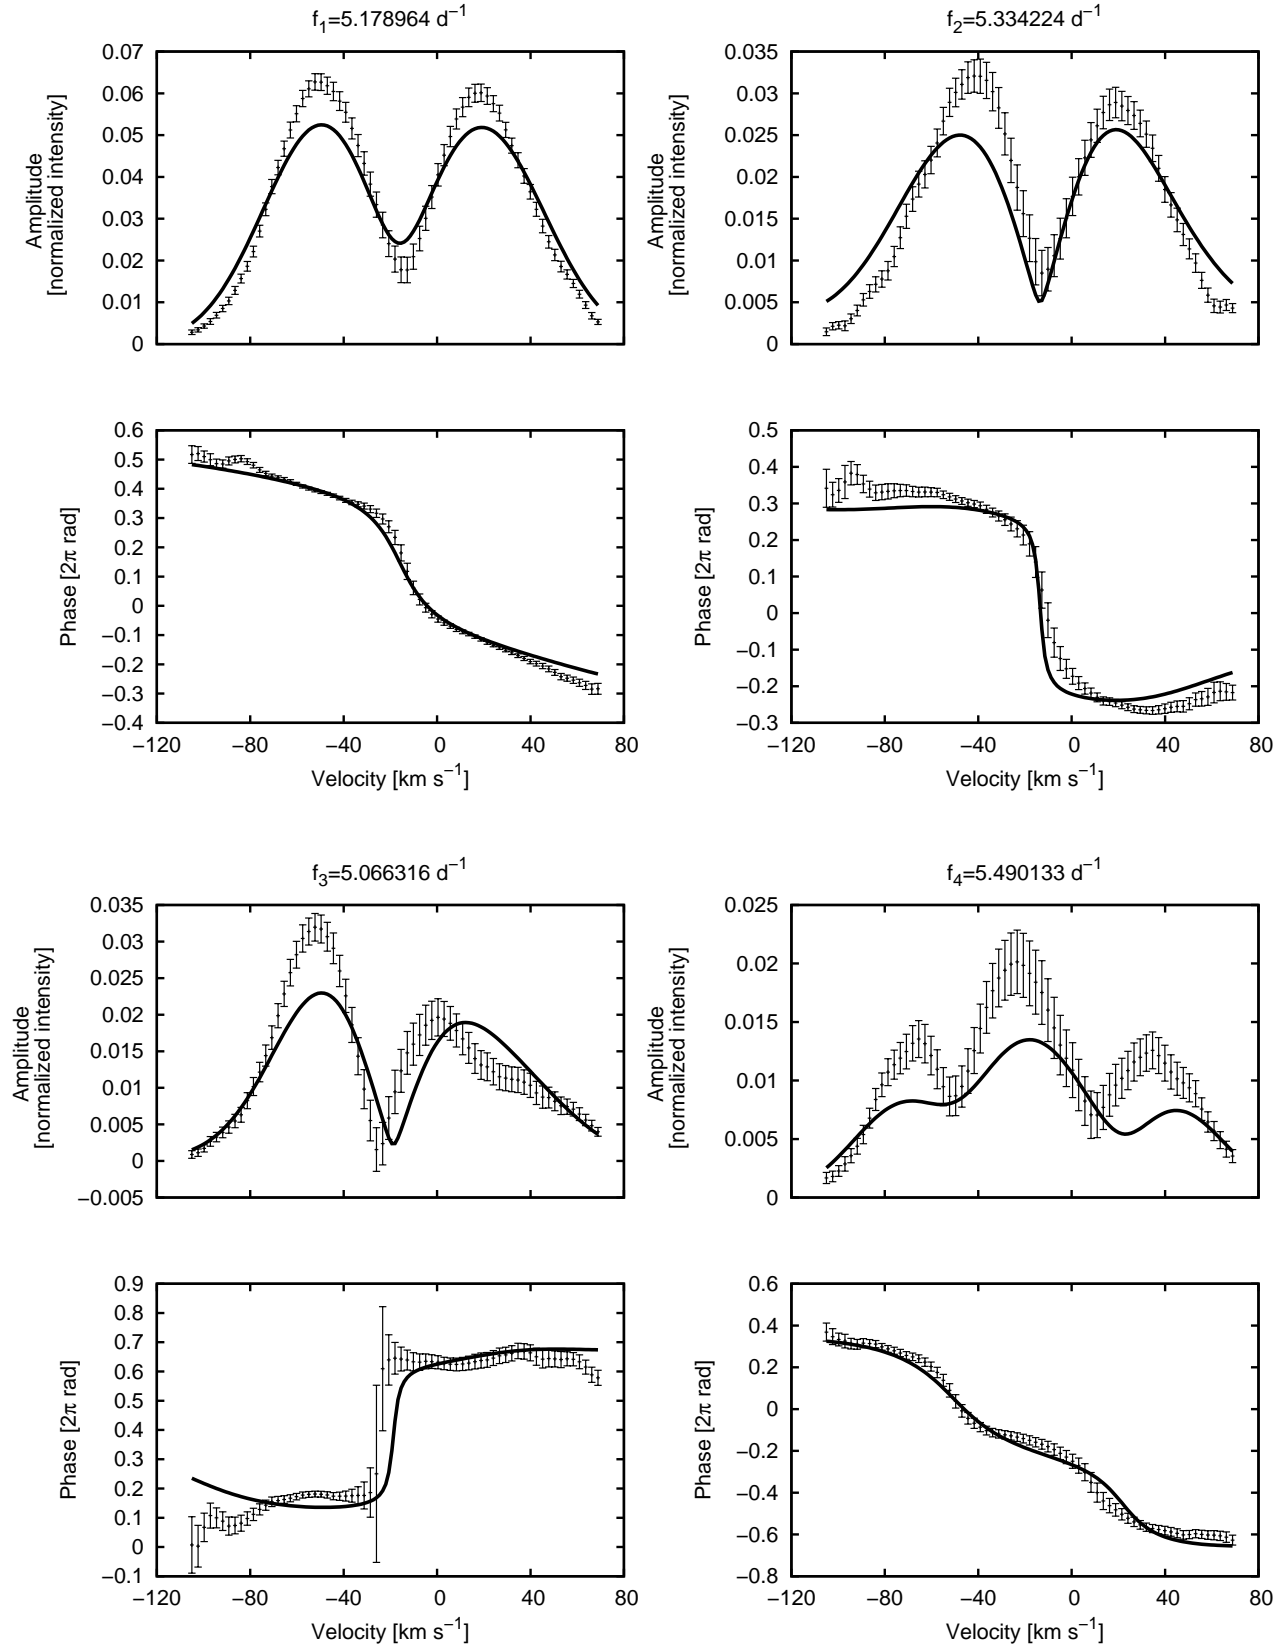 f₁=5.178964 d⁻¹
Amplitude
[normalized intensity]
0.07
0.06
0.05
0.04
0.03
0.02
0.01
0
f₂=5.334224 d⁻¹
Amplitude
[normalized intensity]
0.035
0.03
0.025
0.02
0.015
0.01
0.005
0
Phase [2π rad]
0.6
0.5
0.4
0.3
0.2
0.1
0
−0.1
−0.2
−0.3
−0.4
−120 −80 −40 0 40 80
Velocity [km s⁻¹]
Phase [2π rad]
0.5
0.4
0.3
0.2
0.1
0
−0.1
−0.2
−0.3
−120 −80 −40 0 40 80
Velocity [km s⁻¹]
f₃=5.066316 d⁻¹
Amplitude
[normalized intensity]
0.035
0.03
0.025
0.02
0.015
0.01
0.005
0
−0.005
f₄=5.490133 d⁻¹
Amplitude
[normalized intensity]
0.025
0.02
0.015
0.01
0.005
0
Phase [2π rad]
0.9
0.8
0.7
0.6
0.5
0.4
0.3
0.2
0.1
0
−0.1
−120 −80 −40 0 40 80
Velocity [km s⁻¹]
Phase [2π rad]
0.6
0.4
0.2
0
−0.2
−0.4
−0.6
−0.8
−120 −80 −40 0 40 80
Velocity [km s⁻¹]